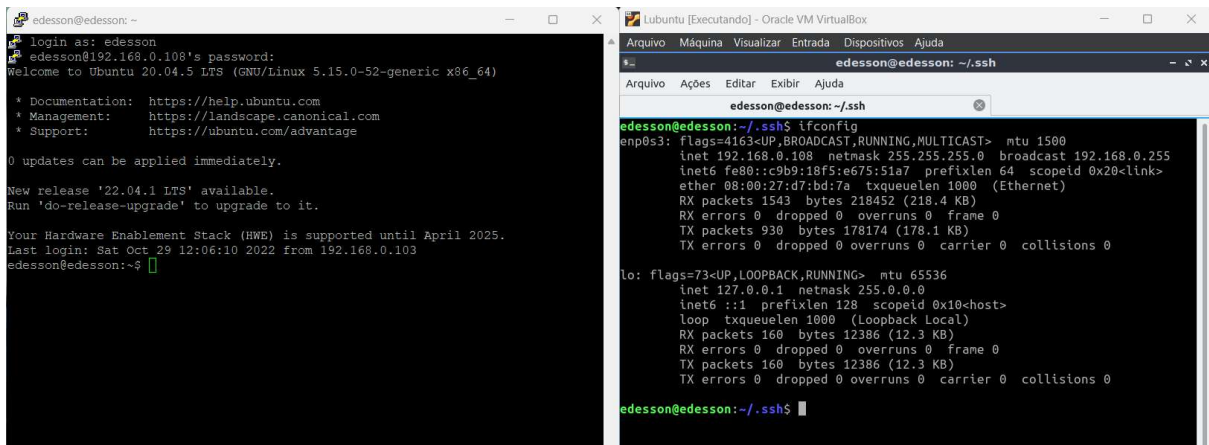 edesson@edesson: ~
login as: edesson
edesson@192.168.0.108's password:
Welcome to Ubuntu 20.04.5 LTS (GNU/Linux 5.15.0-52-generic x86_64)
* Documentation: https://help.ubuntu.com
* Management: https://landscape.canonical.com
* Support: https://ubuntu.com/advantage
0 updates can be applied immediately.
New release '22.04.1 LTS' available.
Run 'do-release-upgrade' to upgrade to it.
Your Hardware Enablement Stack (HWE) is supported until April 2025.
Last login: Sat Oct 29 12:06:10 2022 from 192.168.0.103
edesson@edesson:~$
Lubuntu [Executando] - Oracle VM VirtualBox
Arquivo Máquina Visualizar Entrada Dispositivos Ajuda
edesson@edesson: ~/.ssh
Arquivo Ações Editar Exibir Ajuda
edesson@edesson: ~/.ssh
edesson@edesson:~/.ssh$ ifconfig
enp0s3: flags=4163<UP,BROADCAST,RUNNING,MULTICAST> mtu 1500
inet 192.168.0.108 netmask 255.255.255.0 broadcast 192.168.0.255
inet6 fe80::c9b9:18f5:e675:51a7 prefixlen 64 scopeid 0x20<link>
ether 08:00:27:d7:bd:7a txqueuelen 1000 (Ethernet)
RX packets 1543 bytes 218452 (218.4 KB)
RX errors 0 dropped 0 overruns 0 frame 0
TX packets 930 bytes 178174 (178.1 KB)
TX errors 0 dropped 0 overruns 0 carrier 0 collisions 0
lo: flags=73<UP,LOOPBACK,RUNNING> mtu 65536
inet 127.0.0.1 netmask 255.0.0.0
inet6 ::1 prefixlen 128 scopeid 0x10<host>
loop txqueuelen 1000 (Loopback Local)
RX packets 160 bytes 12386 (12.3 KB)
RX errors 0 dropped 0 overruns 0 frame 0
TX packets 160 bytes 12386 (12.3 KB)
TX errors 0 dropped 0 overruns 0 carrier 0 collisions 0
edesson@edesson:~/.ssh$